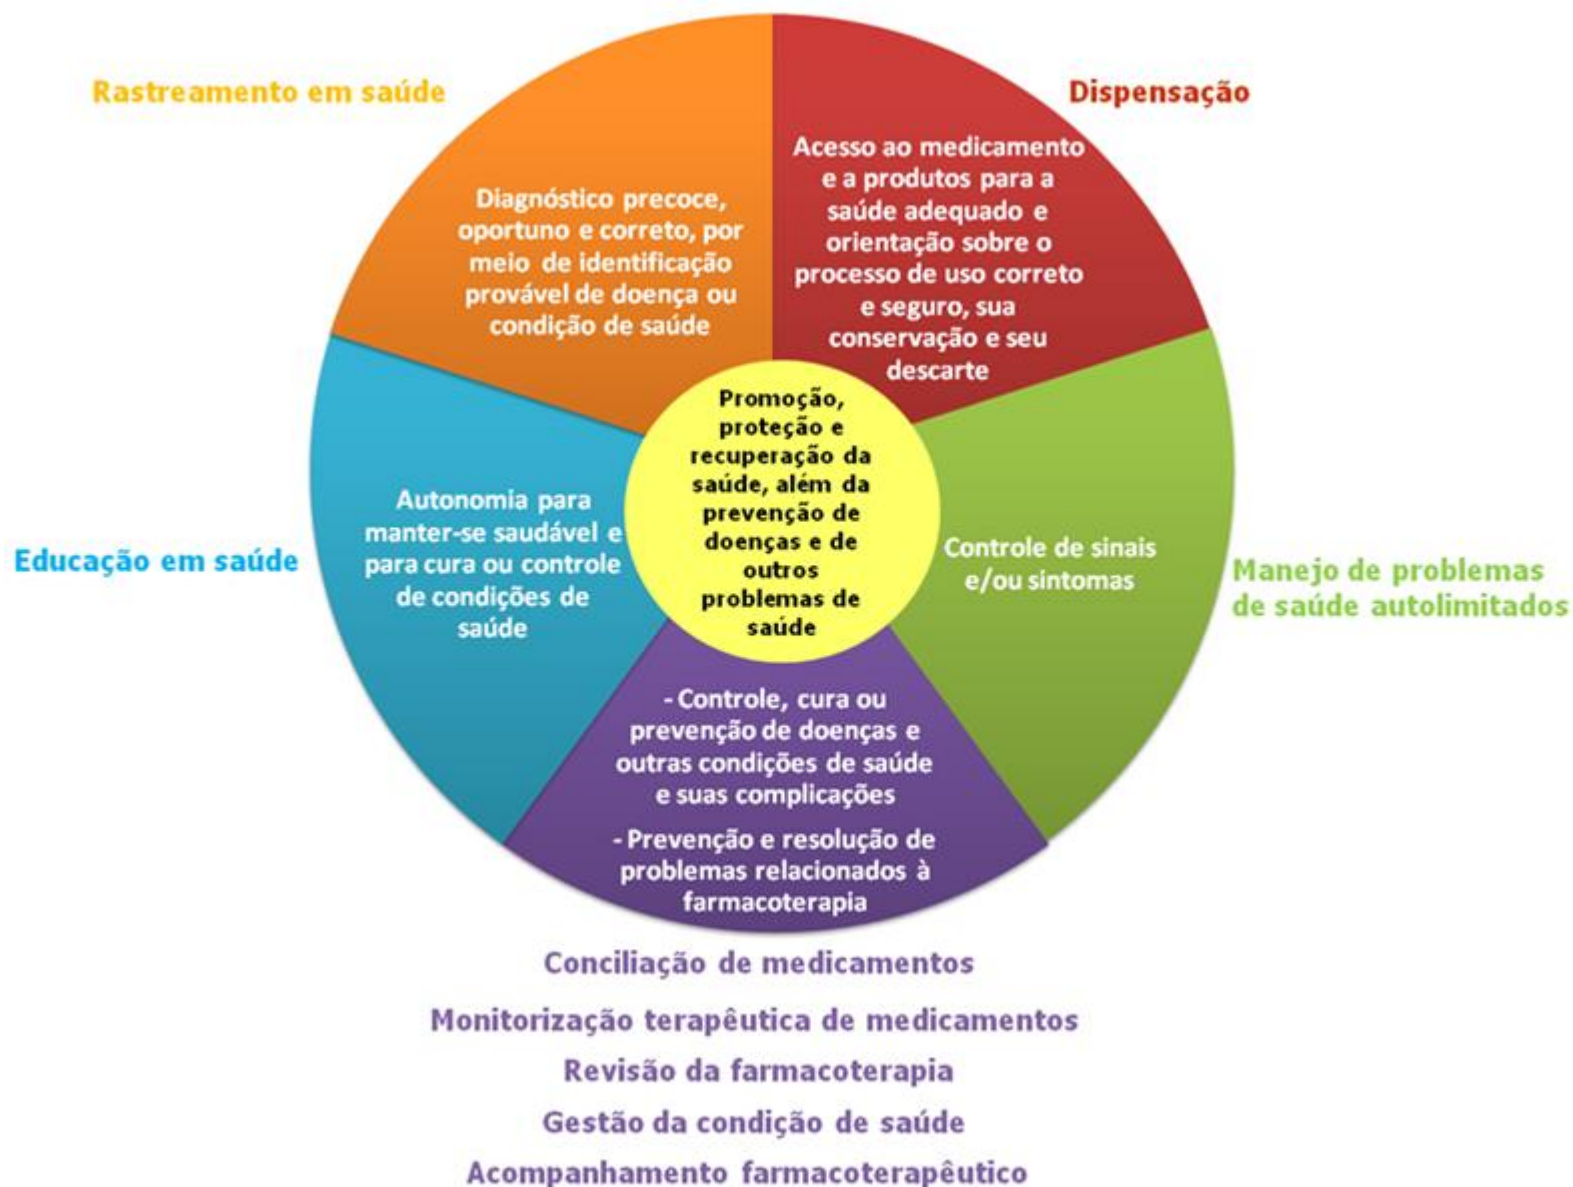 Rastreamento em saúde
Dispensação
Diagnóstico precoce,
oportuno e correto, por
meio de identificação
provável de doença ou
condição de saúde
Acesso ao medicamento
e a produtos para a
saúde adequado e
orientação sobre o
processo de uso correto
e seguro, sua
conservação e seu
descarte
Promoção,
proteção e
recuperação da
saúde, além da
prevenção de
doenças e de
outros
problemas de
saúde
Educação em saúde
Autonomia para
manter-se saudável e
para cura ou controle
de condições de
saúde
Controle de sinais
e/ou sintomas
Manejo de problemas
de saúde autolimitados
- Controle, cura ou
prevenção de doenças e
outras condições de saúde
e suas complicações
- Prevenção e resolução de
problemas relacionados à
farmacoterapia
Conciliação de medicamentos
Monitorização terapêutica de medicamentos
Revisão da farmacoterapia
Gestão da condição de saúde
Acompanhamento farmacoterapêutico